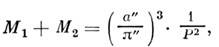 M₁ + M₂ = (a″/π″)³ · 1/P²,